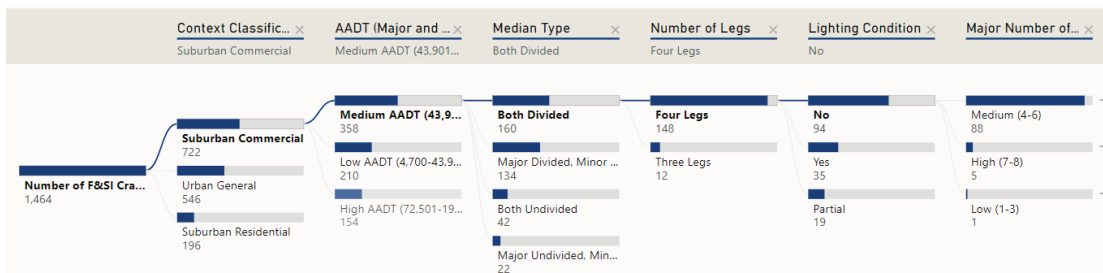 Context Classific... ×
Suburban Commercial
AADT (Major and ... ×
Medium AADT (43,901...
Median Type ×
Both Divided
Number of Legs ×
Four Legs
Lighting Condition ×
No
Major Number of... ×
Number of F&SI Cra...
1,464
Suburban Commercial
722
Urban General
546
Suburban Residential
196
Medium AADT (43,9...
358
Low AADT (4,700-43,9...
210
High AADT (72,501-19...
154
Both Divided
160
Major Divided, Minor ...
134
Both Undivided
42
Major Undivided, Min...
22
Four Legs
148
Three Legs
12
No
94
Yes
35
Partial
19
Medium (4-6)
88
High (7-8)
5
Low (1-3)
1